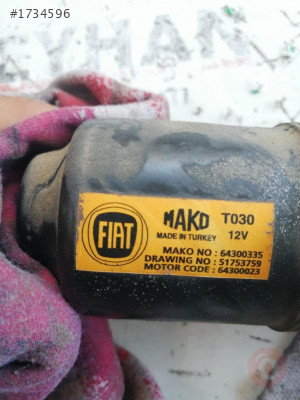 #1734596
MAKO T030
MADE IN TURKEY 12V
FIAT
MAKO NO : 64300335
DRAWING NO : 51753759
MOTOR CODE : 64300023